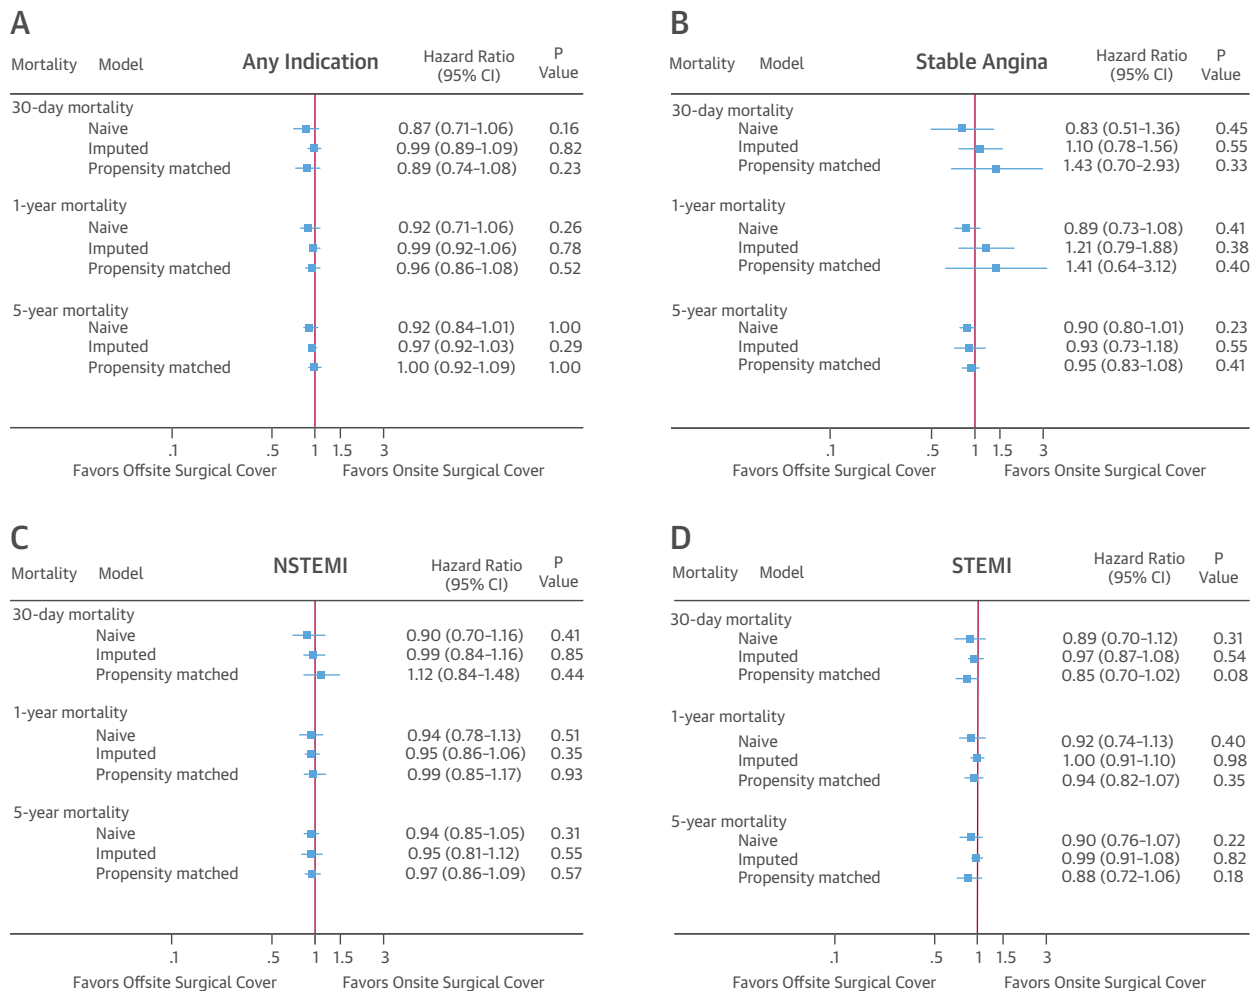 A
Mortality Model Any Indication Hazard Ratio (95% CI) P Value
30-day mortality
Naive 0.87 (0.71–1.06) 0.16
Imputed 0.99 (0.89–1.09) 0.82
Propensity matched 0.89 (0.74–1.08) 0.23
1-year mortality
Naive 0.92 (0.71–1.06) 0.26
Imputed 0.99 (0.92–1.06) 0.78
Propensity matched 0.96 (0.86–1.08) 0.52
5-year mortality
Naive 0.92 (0.84–1.01) 1.00
Imputed 0.97 (0.92–1.03) 0.29
Propensity matched 1.00 (0.92–1.09) 1.00
.1 .5 1 1.5 3
Favors Offsite Surgical Cover Favors Onsite Surgical Cover
B
Mortality Model Stable Angina Hazard Ratio (95% CI) P Value
30-day mortality
Naive 0.83 (0.51–1.36) 0.45
Imputed 1.10 (0.78–1.56) 0.55
Propensity matched 1.43 (0.70–2.93) 0.33
1-year mortality
Naive 0.89 (0.73–1.08) 0.41
Imputed 1.21 (0.79–1.88) 0.38
Propensity matched 1.41 (0.64–3.12) 0.40
5-year mortality
Naive 0.90 (0.80–1.01) 0.23
Imputed 0.93 (0.73–1.18) 0.55
Propensity matched 0.95 (0.83–1.08) 0.41
.1 .5 1 1.5 3
Favors Offsite Surgical Cover Favors Onsite Surgical Cover
C
Mortality Model NSTEMI Hazard Ratio (95% CI) P Value
30-day mortality
Naive 0.90 (0.70–1.16) 0.41
Imputed 0.99 (0.84–1.16) 0.85
Propensity matched 1.12 (0.84–1.48) 0.44
1-year mortality
Naive 0.94 (0.78–1.13) 0.51
Imputed 0.95 (0.86–1.06) 0.35
Propensity matched 0.99 (0.85–1.17) 0.93
5-year mortality
Naive 0.94 (0.85–1.05) 0.31
Imputed 0.95 (0.81–1.12) 0.55
Propensity matched 0.97 (0.86–1.09) 0.57
.1 .5 1 1.5 3
Favors Offsite Surgical Cover Favors Onsite Surgical Cover
D
Mortality Model STEMI Hazard Ratio (95% CI) P Value
30-day mortality
Naive 0.89 (0.70–1.12) 0.31
Imputed 0.97 (0.87–1.08) 0.54
Propensity matched 0.85 (0.70–1.02) 0.08
1-year mortality
Naive 0.92 (0.74–1.13) 0.40
Imputed 1.00 (0.91–1.10) 0.98
Propensity matched 0.94 (0.82–1.07) 0.35
5-year mortality
Naive 0.90 (0.76–1.07) 0.22
Imputed 0.99 (0.91–1.08) 0.82
Propensity matched 0.88 (0.72–1.06) 0.18
.1 .5 1 1.5 3
Favors Offsite Surgical Cover Favors Onsite Surgical Cover